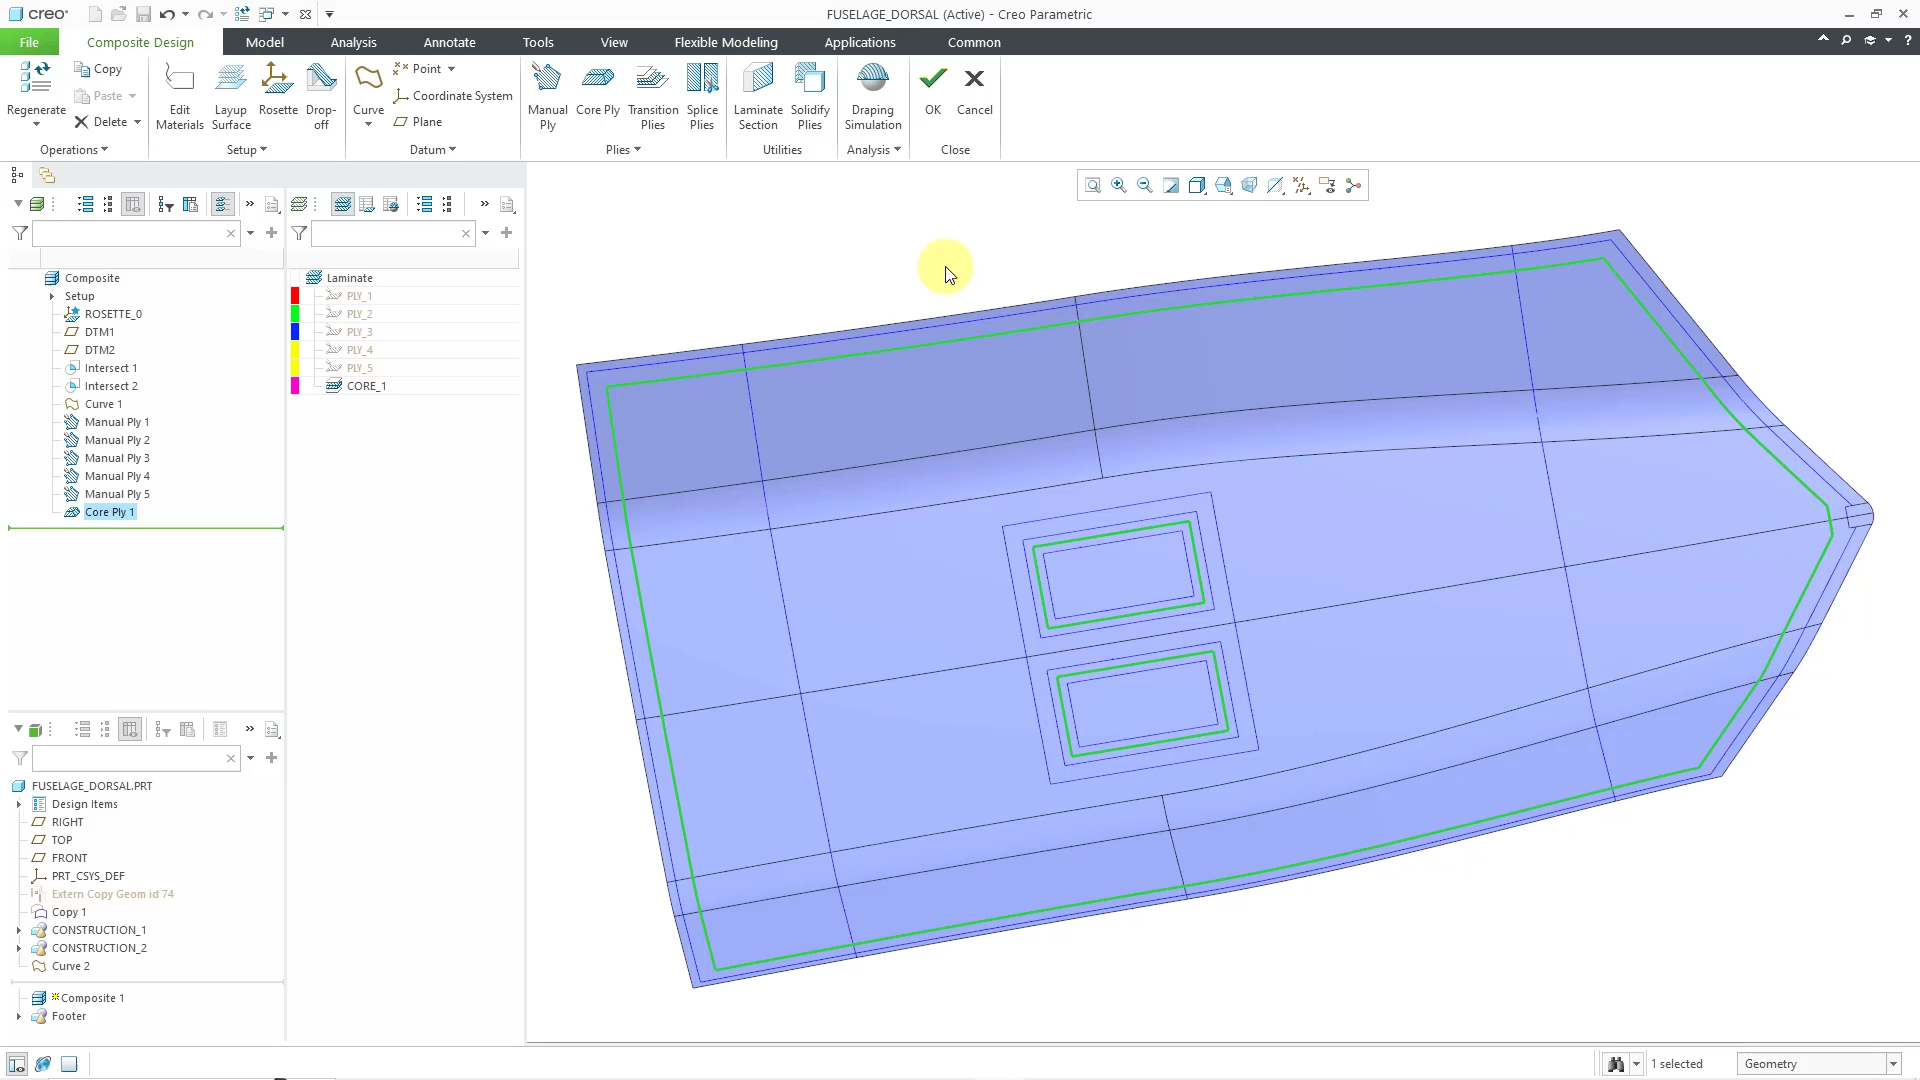 creo
FUSELAGE_DORSAL (Active) - Creo Parametric
File
Composite Design
Model
Analysis
Annotate
Tools
View
Flexible Modeling
Applications
Common
Regenerate
Copy
Paste
Delete
Operations
Edit Materials
Layup Surface
Rosette
Drop-off
Setup
Curve
Point
Coordinate System
Plane
Datum
Manual Ply
Core Ply
Transition Plies
Splice Plies
Plies
Laminate Section
Solidify Plies
Utilities
Draping Simulation
Analysis
OK
Cancel
Close
Composite
Setup
ROSETTE_0
DTM1
DTM2
Intersect 1
Intersect 2
Curve 1
Manual Ply 1
Manual Ply 2
Manual Ply 3
Manual Ply 4
Manual Ply 5
Core Ply 1
Laminate
PLY_1
PLY_2
PLY_3
PLY_4
PLY_5
CORE_1
FUSELAGE_DORSAL.PRT
Design Items
RIGHT
TOP
FRONT
PRT_CSYS_DEF
Extern Copy Geom id 74
Copy 1
CONSTRUCTION_1
CONSTRUCTION_2
Curve 2
Composite 1
Footer
1 selected
Geometry